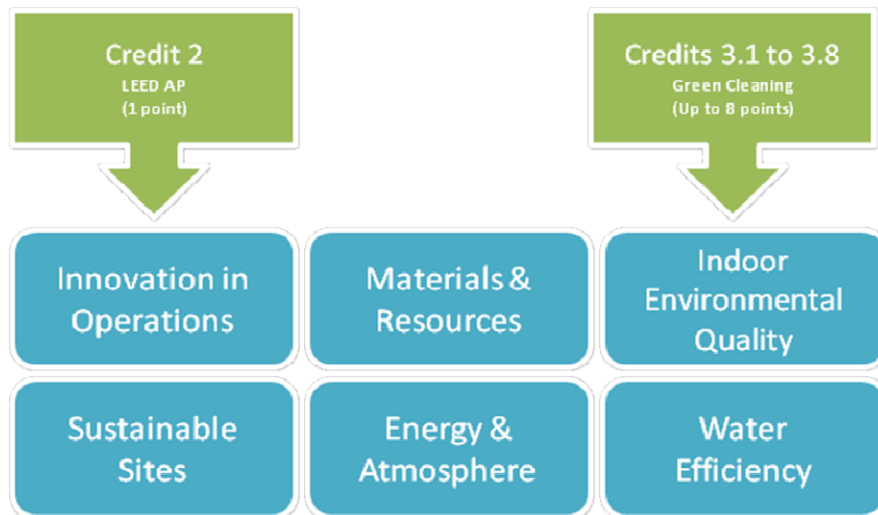 Credit 2
LEED AP
(1 point)
Credits 3.1 to 3.8
Green Cleaning
(Up to 8 points)
Innovation in
Operations
Materials &
Resources
Indoor
Environmental
Quality
Sustainable
Sites
Energy &
Atmosphere
Water
Efficiency